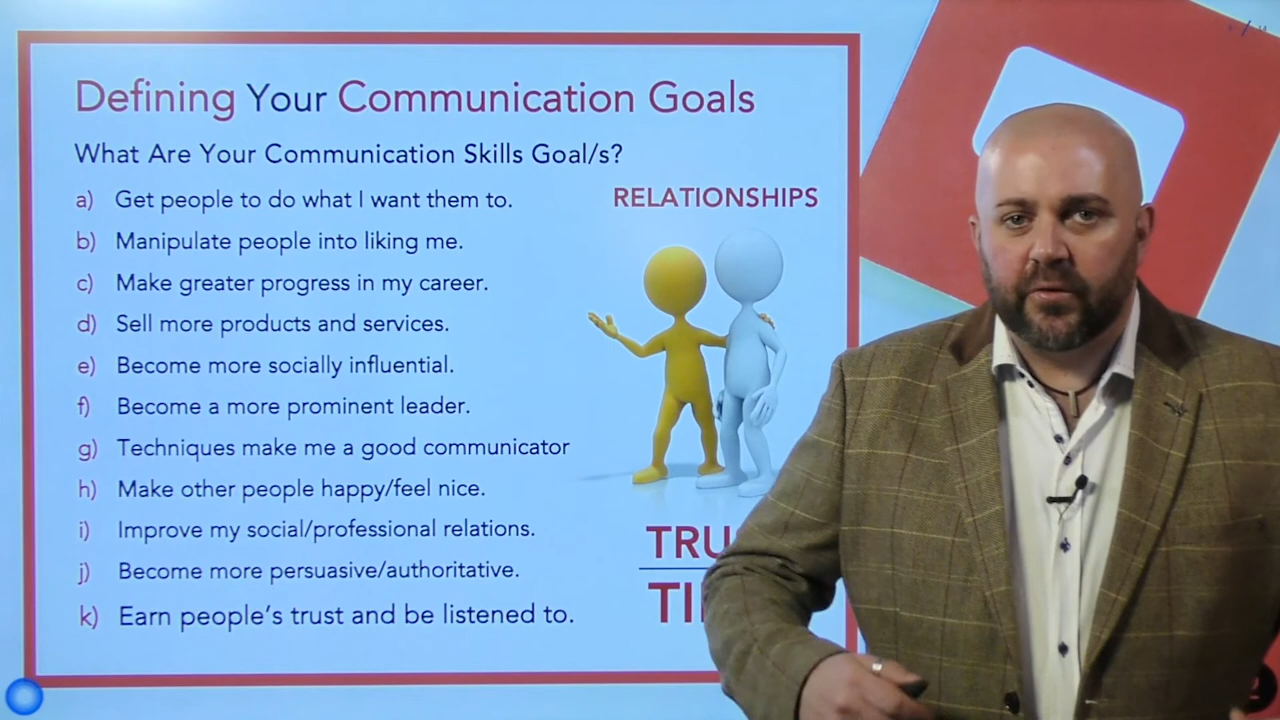 Defining Your Communication Goals
What Are Your Communication Skills Goal/s?
a) Get people to do what I want them to.
b) Manipulate people into liking me.
c) Make greater progress in my career.
d) Sell more products and services.
e) Become more socially influential.
f) Become a more prominent leader.
g) Techniques make me a good communicator
h) Make other people happy/feel nice.
i) Improve my social/professional relations.
j) Become more persuasive/authoritative.
k) Earn people's trust and be listened to.
RELATIONSHIPS